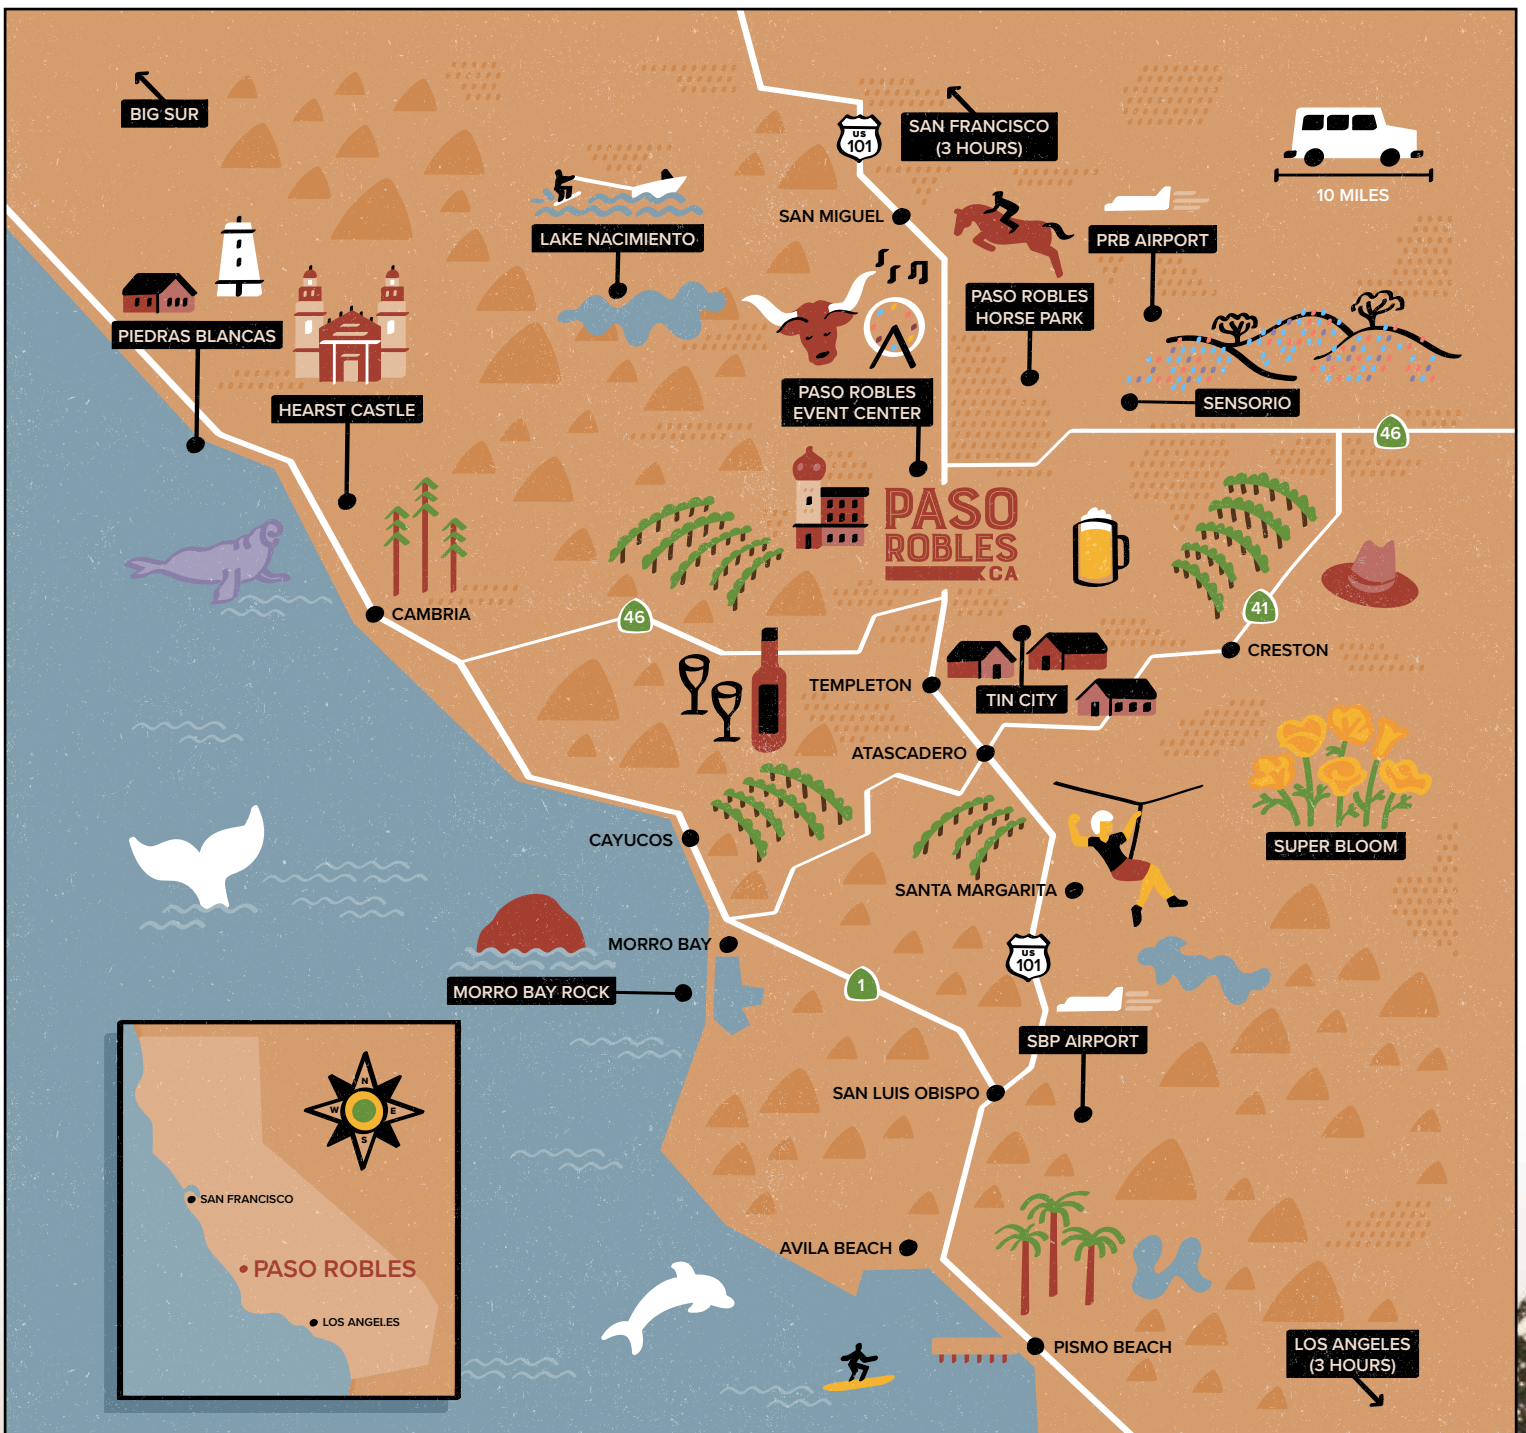 BIG SUR
US
101
SAN FRANCISCO
(3 HOURS)
10 MILES
LAKE NACIMIENTO
SAN MIGUEL
PRB AIRPORT
PIEDRAS BLANCAS
PASO ROBLES
HORSE PARK
HEARST CASTLE
PASO ROBLES
EVENT CENTER
SENSORIO
46
PASO
ROBLES
CA
CAMBRIA
46
41
CRESTON
TEMPLETON
TIN CITY
ATASCADERO
CAYUCOS
SUPER BLOOM
SANTA MARGARITA
MORRO BAY
US
101
MORRO BAY ROCK
1
SBP AIRPORT
SAN LUIS OBISPO
N
W
E
S
SAN FRANCISCO
PASO ROBLES
LOS ANGELES
AVILA BEACH
PISMO BEACH
LOS ANGELES
(3 HOURS)